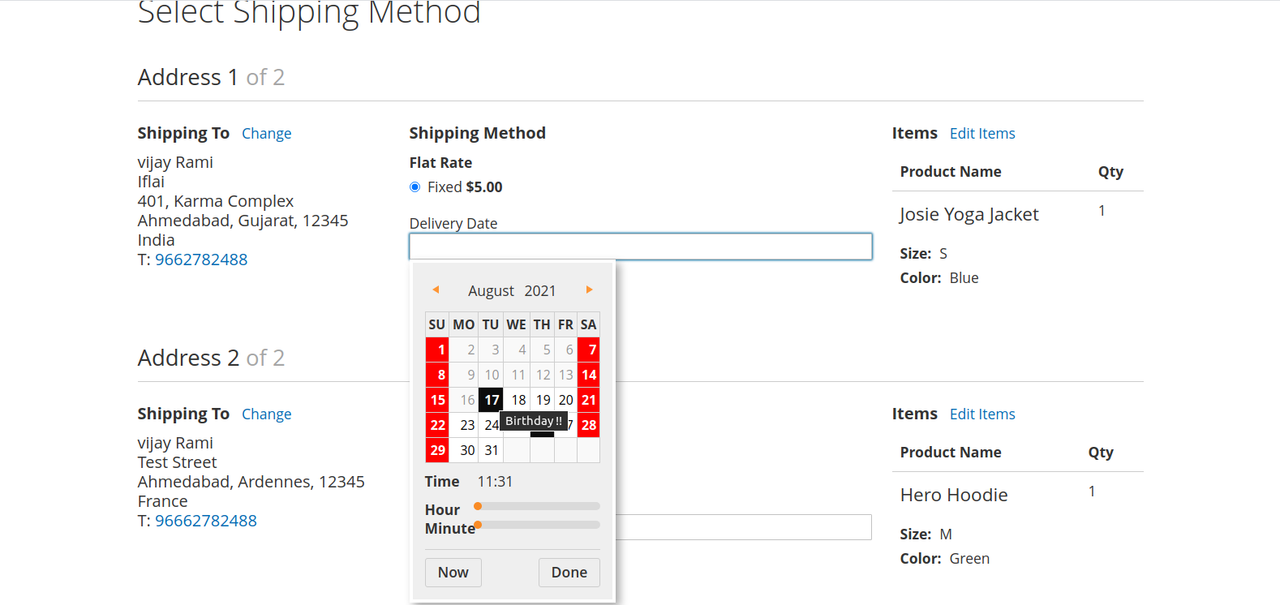 Select Shipping Method
Address 1 of 2
Shipping To Change
vijay Rami
Iflai
401, Karma Complex
Ahmedabad, Gujarat, 12345
India
T: 9662782488
Shipping Method
Flat Rate
Fixed $5.00
Delivery Date
Items Edit Items
Product Name Qty
Josie Yoga Jacket 1
Size: S
Color: Blue
August 2021
SU MO TU WE TH FR SA
1 2 3 4 5 6 7
8 9 10 11 12 13 14
15 16 17 18 19 20 21
22 23 24 28
Birthday !!
29 30 31
Time 11:31
Hour
Minute
Now Done
Address 2 of 2
Shipping To Change
vijay Rami
Test Street
Ahmedabad, Ardennes, 12345
France
T: 96662782488
Items Edit Items
Product Name Qty
Hero Hoodie 1
Size: M
Color: Green